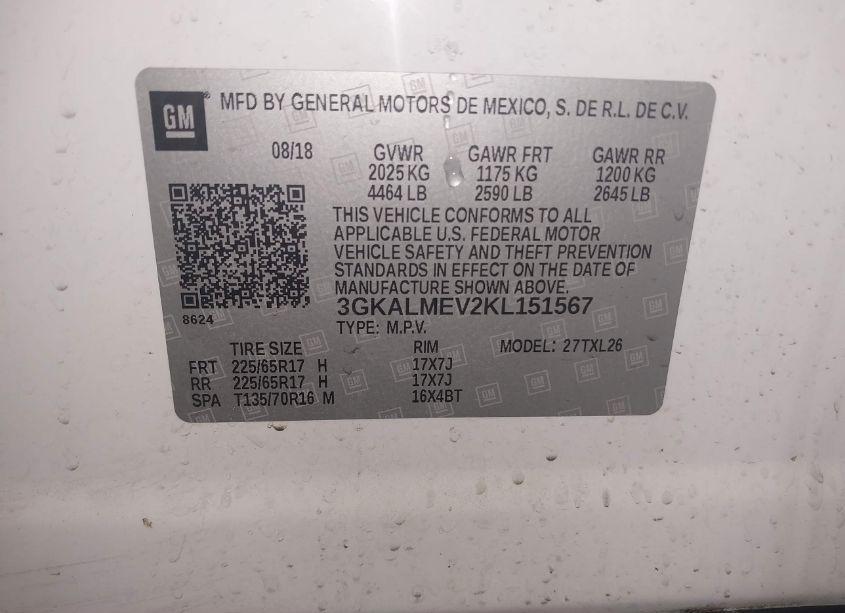 GM ® MFD BY GENERAL MOTORS DE MEXICO, S. DE R.L. DE C.V.
08/18 GVWR GAWR FRT GAWR RR
2025 KG 1175 KG 1200 KG
4464 LB 2590 LB 2645 LB
THIS VEHICLE CONFORMS TO ALL
APPLICABLE U.S. FEDERAL MOTOR
VEHICLE SAFETY AND THEFT PREVENTION
STANDARDS IN EFFECT ON THE DATE OF
MANUFACTURE SHOWN ABOVE.
3GKALMEV2KL151567
8624
TYPE: M.P.V.
TIRE SIZE RIM MODEL: 27TXL26
FRT 225/65R17 H 17X7J
RR 225/65R17 H 17X7J
SPA T135/70R16 M 16X4BT